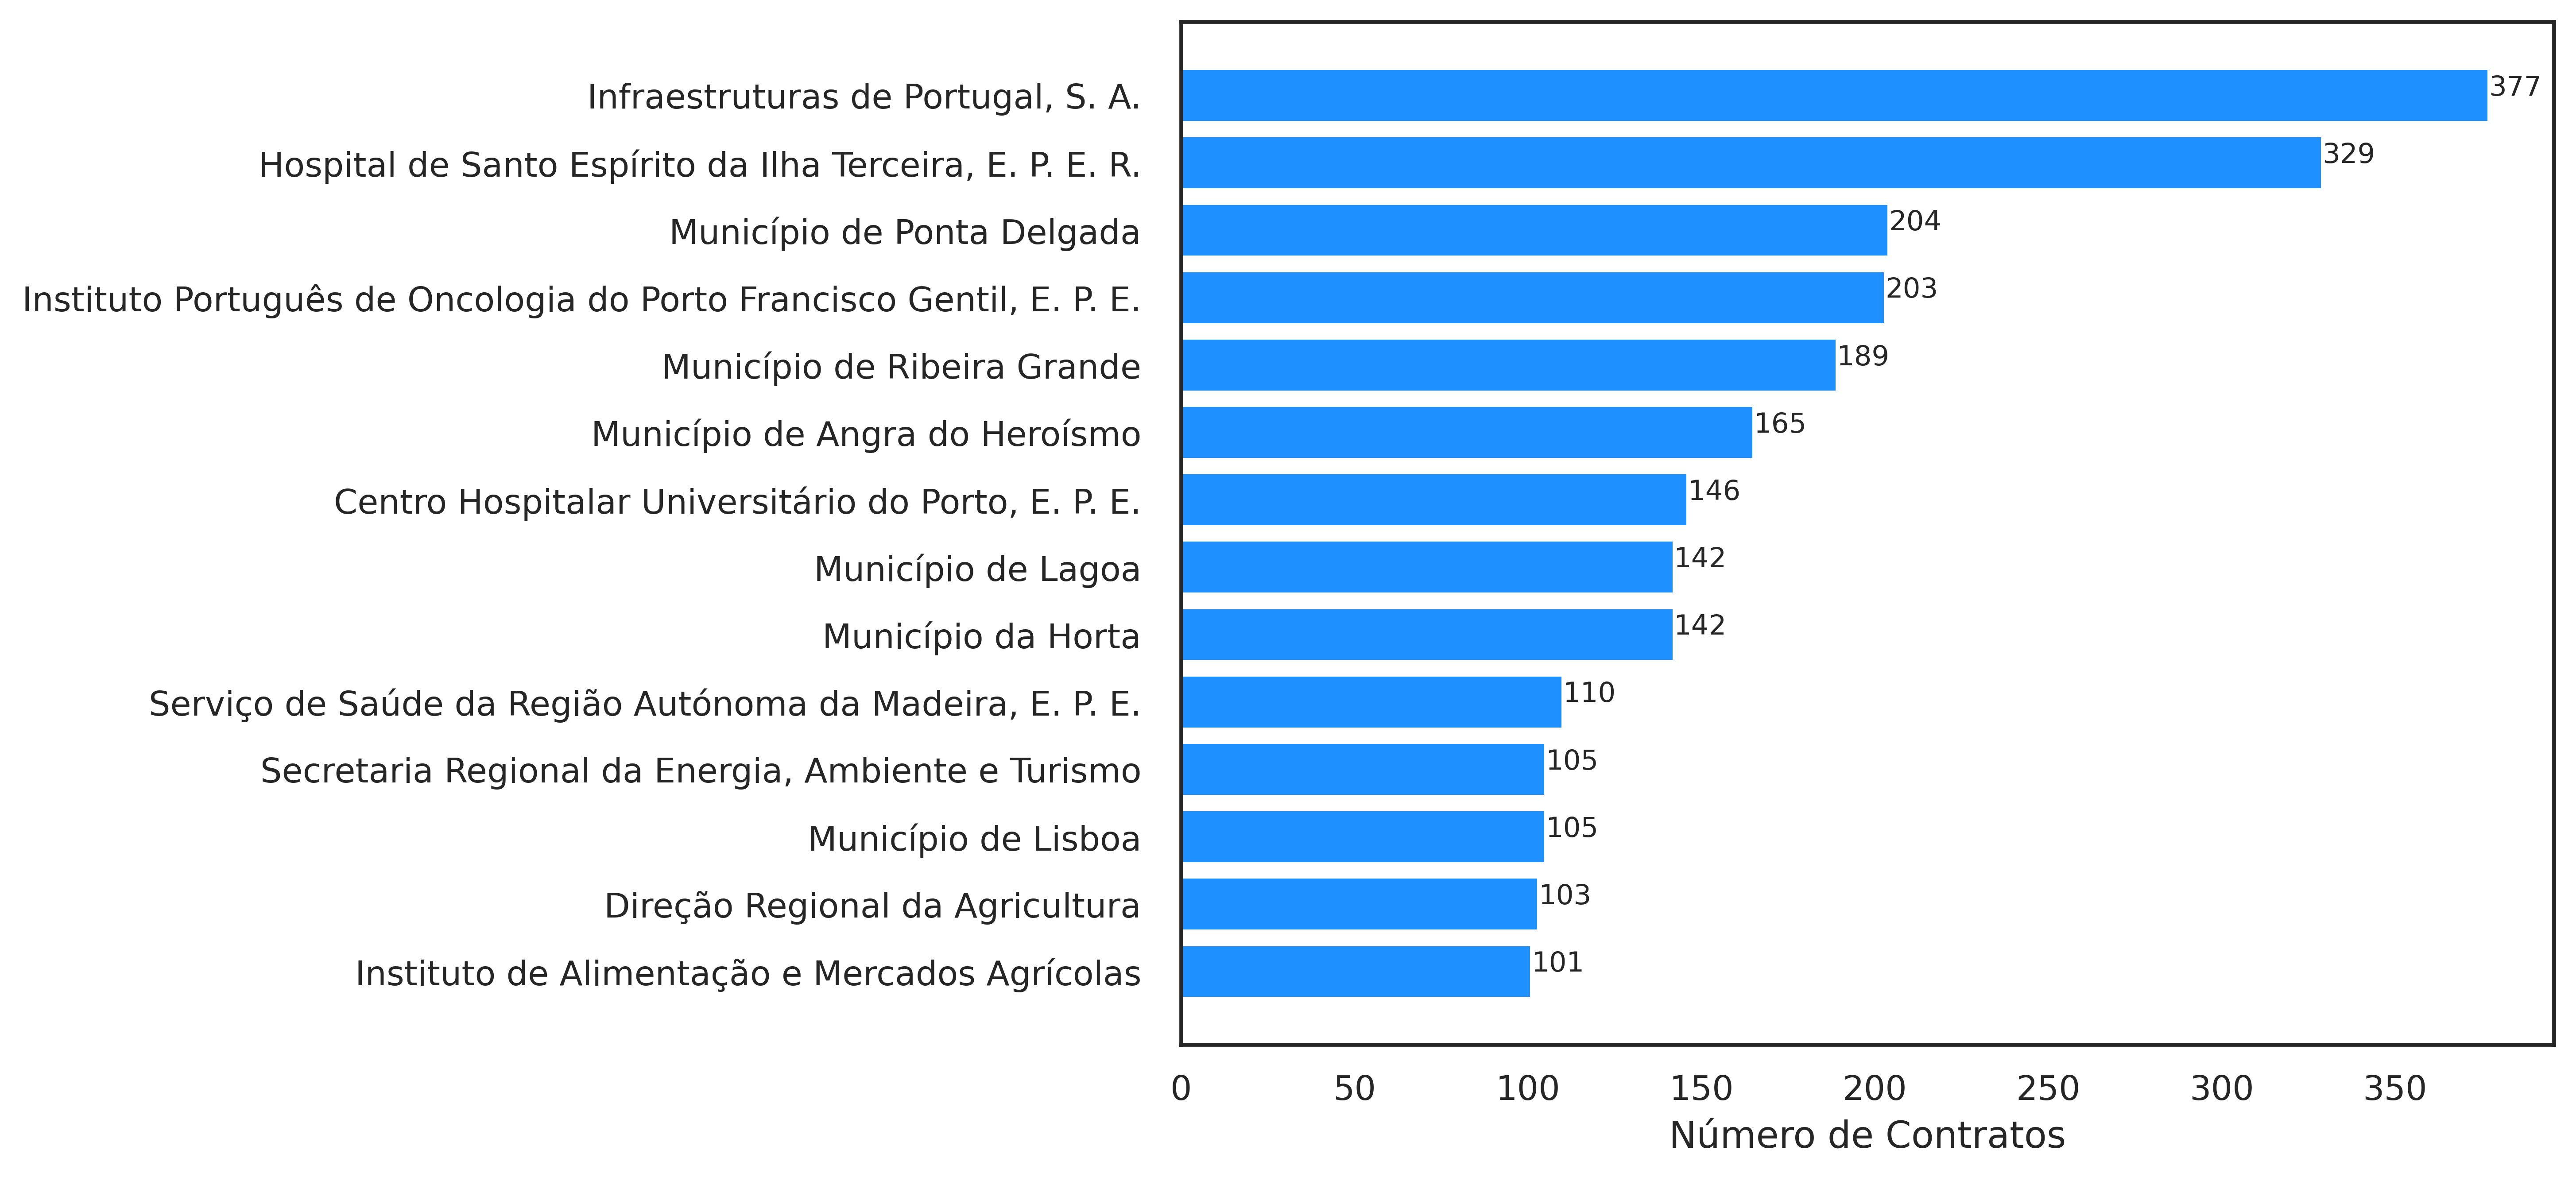 Infraestruturas de Portugal, S. A. 377
Hospital de Santo Espírito da Ilha Terceira, E. P. E. R. 329
Município de Ponta Delgada 204
Instituto Português de Oncologia do Porto Francisco Gentil, E. P. E. 203
Município de Ribeira Grande 189
Município de Angra do Heroísmo 165
Centro Hospitalar Universitário do Porto, E. P. E. 146
Município de Lagoa 142
Município da Horta 142
Serviço de Saúde da Região Autónoma da Madeira, E. P. E. 110
Secretaria Regional da Energia, Ambiente e Turismo 105
Município de Lisboa 105
Direção Regional da Agricultura 103
Instituto de Alimentação e Mercados Agrícolas 101
0 50 100 150 200 250 300 350
Número de Contratos